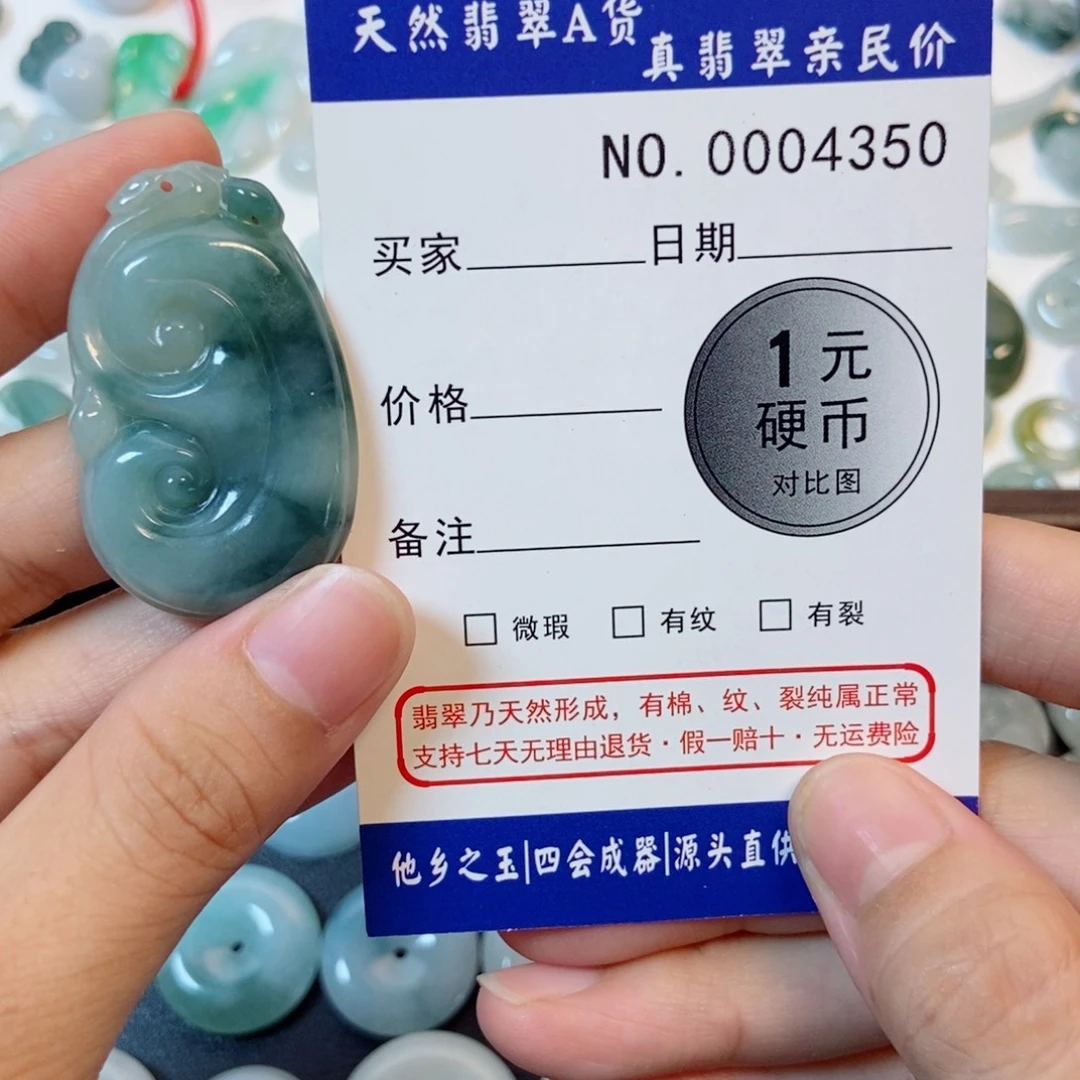 天然翡翠A货
真翡翠亲民价
NO. 0004350
买家 日期
1元
硬币
对比图
价格
备注
□ 微瑕 □ 有纹 □ 有裂
翡翠乃天然形成，有棉、纹、裂纯属正常
支持七天无理由退货·假一赔十·无运费险
他乡之玉|四会成器|源头直供